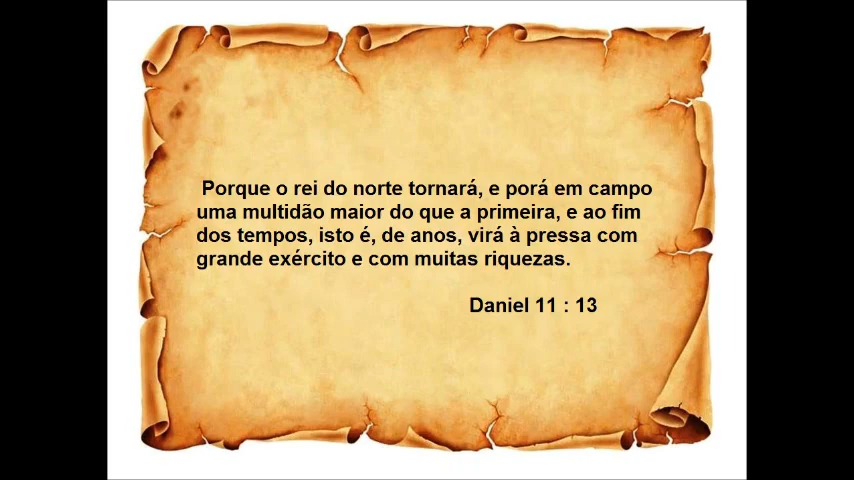 Porque o rei do norte tornará, e porá em campo
uma multidão maior do que a primeira, e ao fim
dos tempos, isto é, de anos, virá à pressa com
grande exército e com muitas riquezas.
Daniel 11 : 13